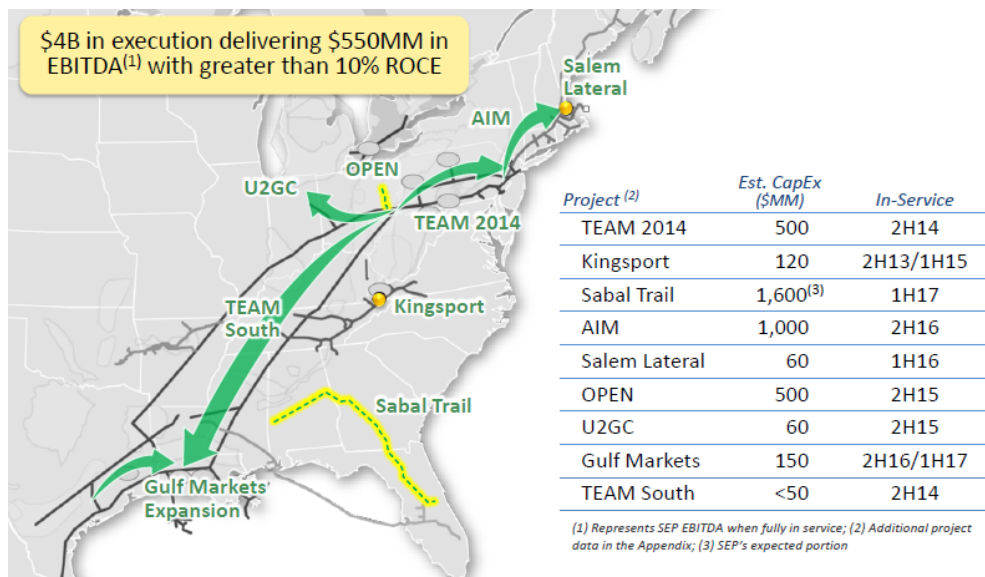 $4B in execution delivering $550MM in
EBITDA(1) with greater than 10% ROCE
Salem
Lateral
AIM
OPEN
U2GC
TEAM 2014
TEAM
South
Kingsport
Sabal Trail
Gulf Markets
Expansion
Project (2) Est. CapEx ($MM) In-Service
TEAM 2014 500 2H14
Kingsport 120 2H13/1H15
Sabal Trail 1,600(3) 1H17
AIM 1,000 2H16
Salem Lateral 60 1H16
OPEN 500 2H15
U2GC 60 2H15
Gulf Markets 150 2H16/1H17
TEAM South <50 2H14
(1) Represents SEP EBITDA when fully in service; (2) Additional project
data in the Appendix; (3) SEP's expected portion